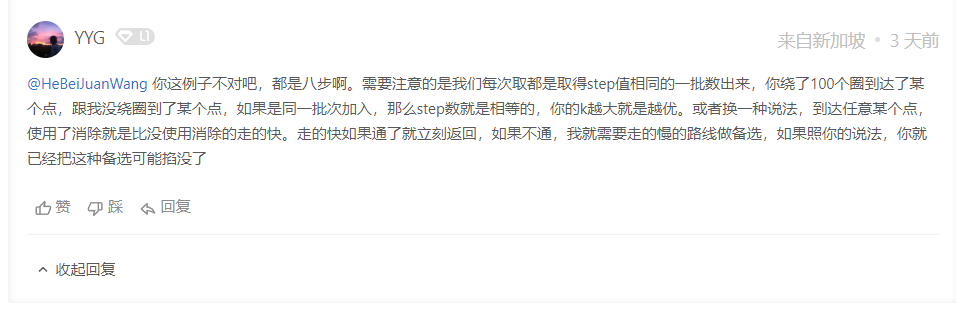 YYG L1
来自新加坡 • 3 天前
@HeBeiJuanWang 你这例子不对吧，都是八步啊。需要注意的是我们每次取都是取得step值相同的一批数出来，你绕了100个圈到达了某
个点，跟我没绕圈到了某个点，如果是同一批次加入，那么step数就是相等的，你的k越大就是越优。或者换一种说法，到达任意某个点，
使用了消除就是比没使用消除的走的快。走的快如果通了就立刻返回，如果不通，我就需要走的慢的路线做备选，如果照你的说法，你就
已经把这种备选可能掐没了
赞 踩 回复
收起回复